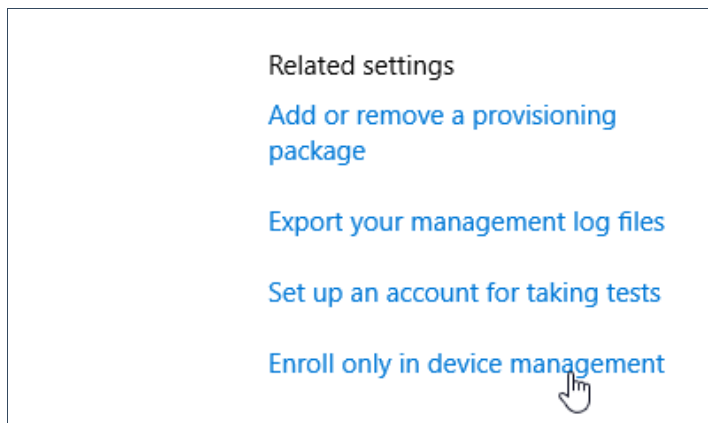 Related settings
Add or remove a provisioning
package
Export your management log files
Set up an account for taking tests
Enroll only in device management